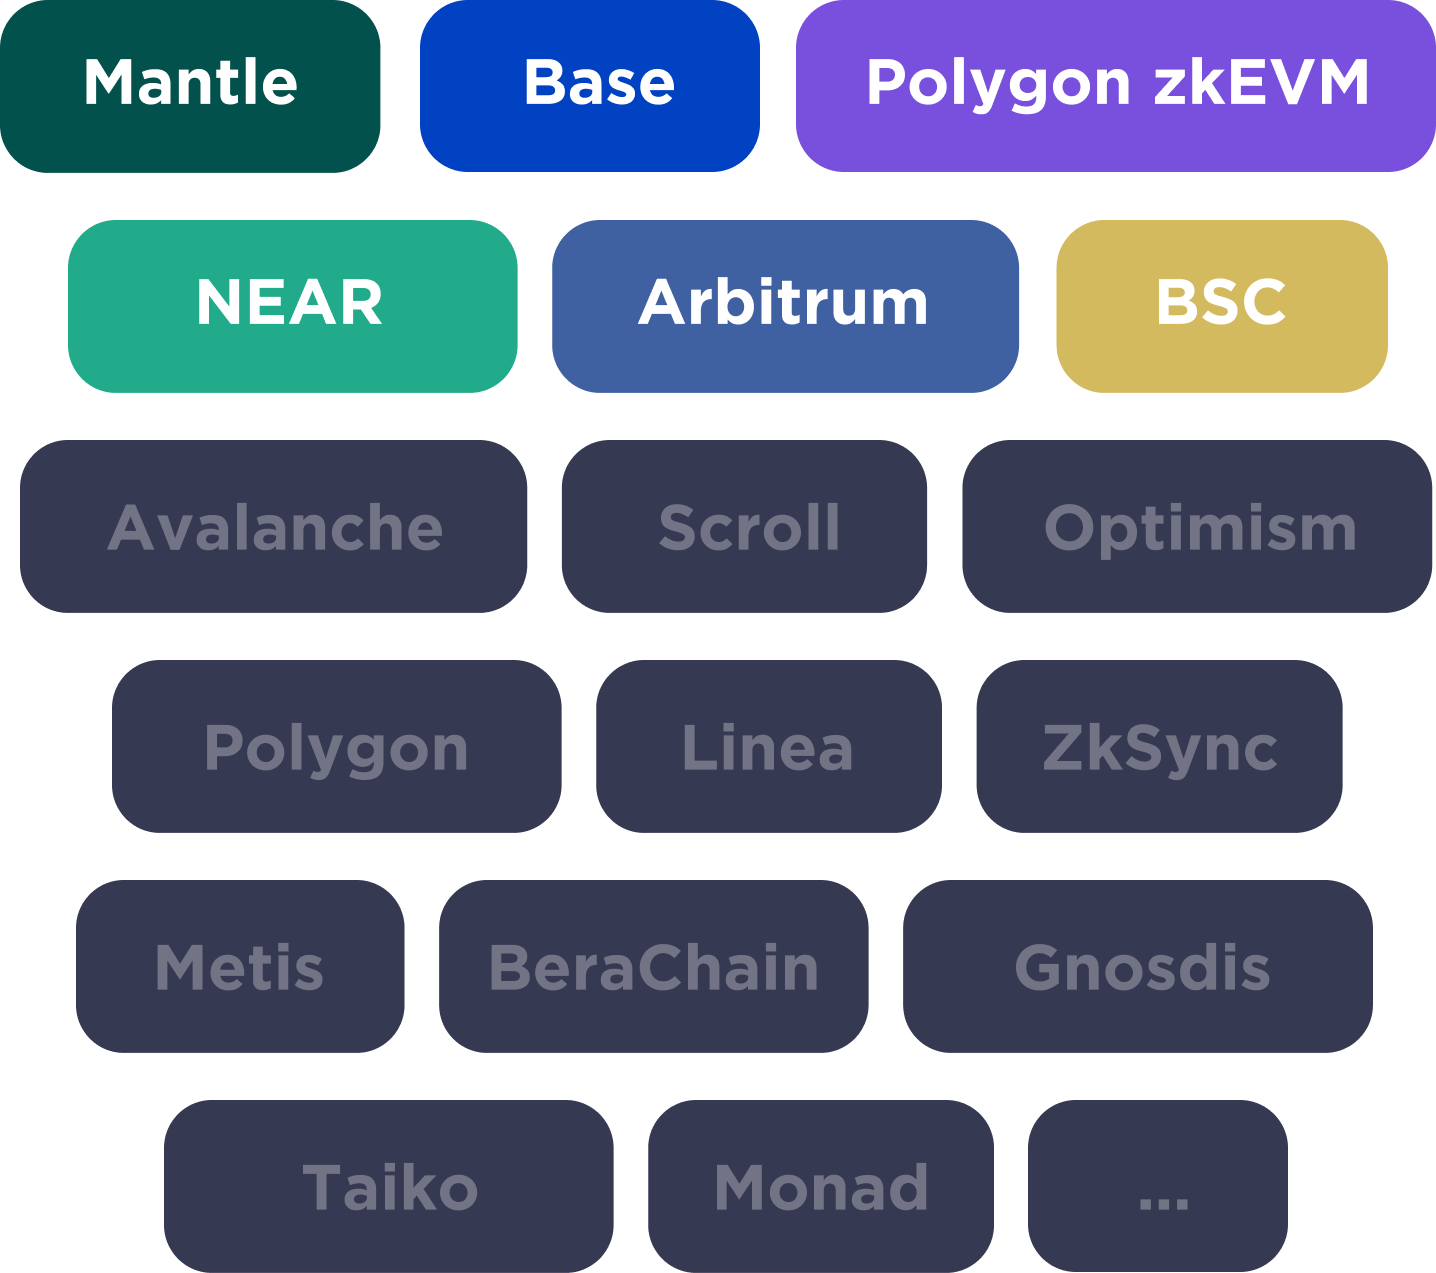 Mantle Base Polygon zkEVM
NEAR Arbitrum BSC
Avalanche Scroll Optimism
Polygon Linea ZkSync
Metis BeraChain Gnosdis
Taiko Monad ...